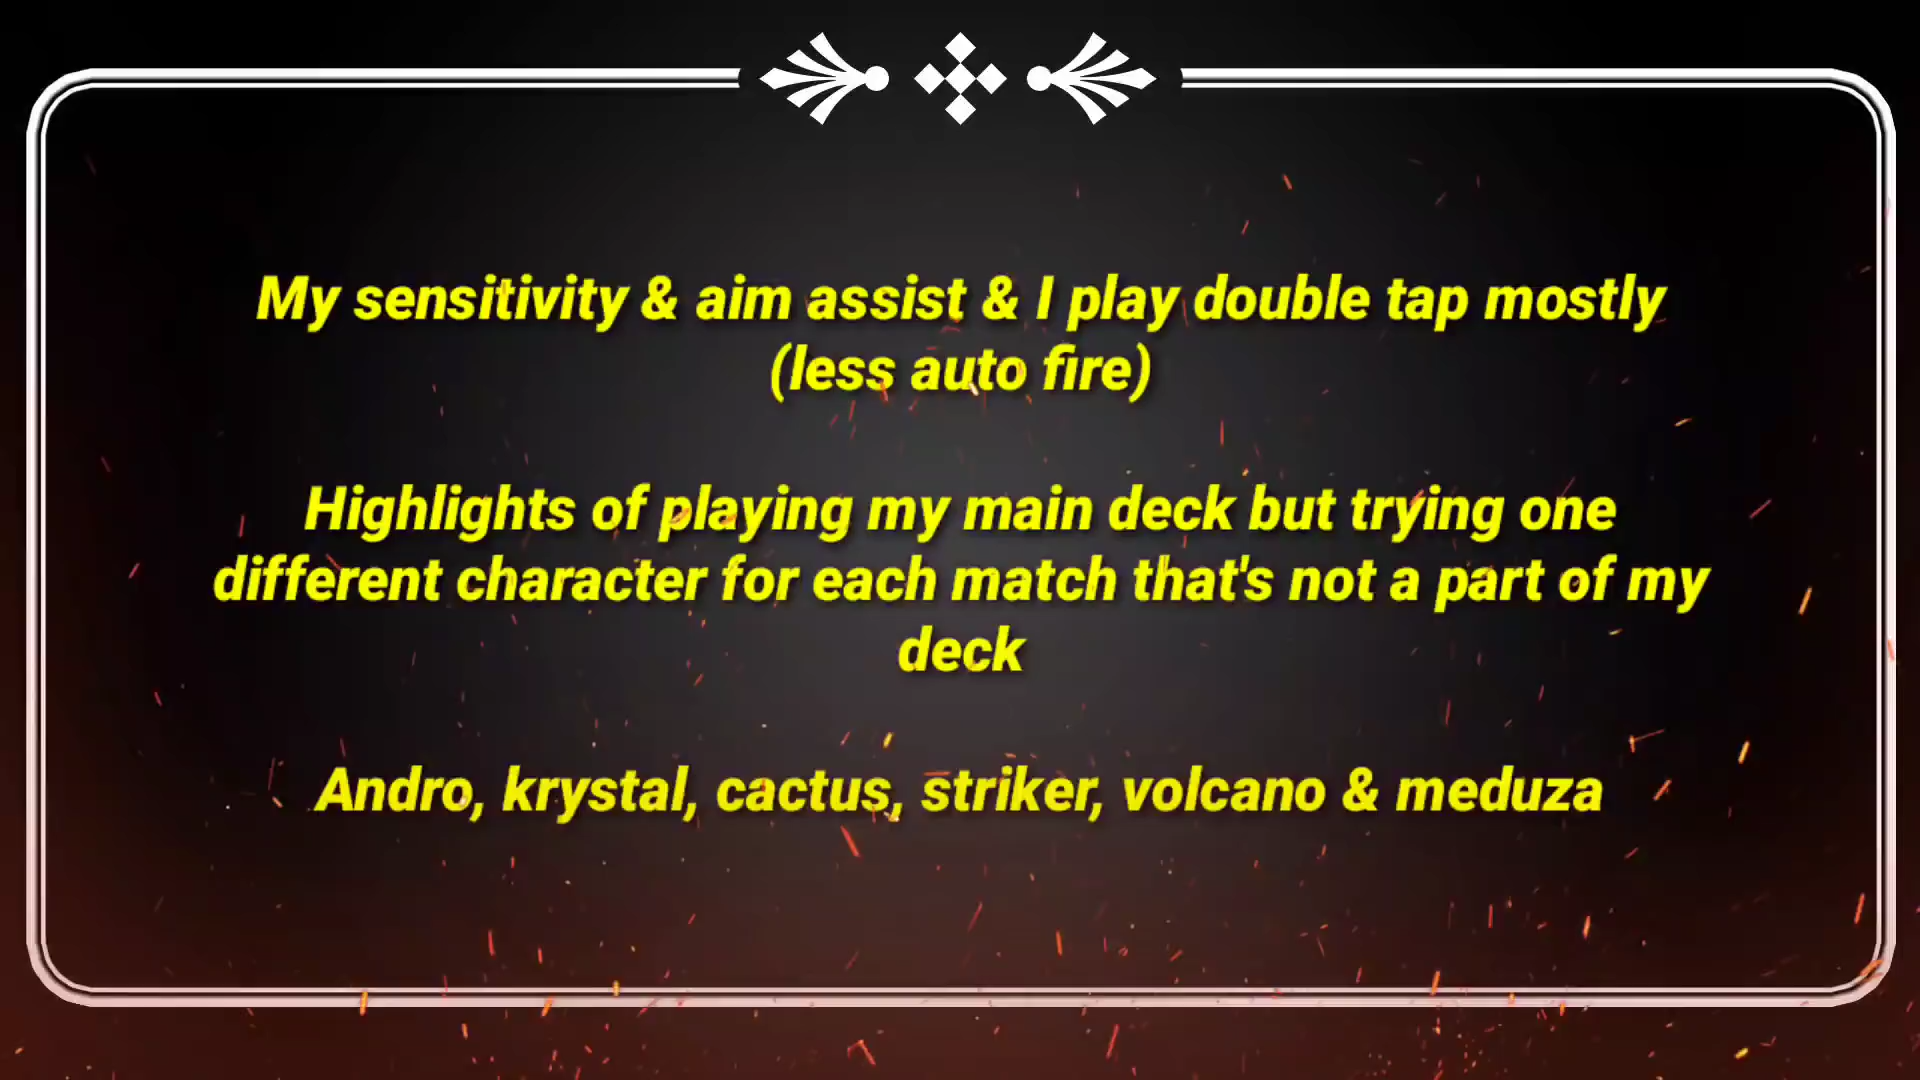 My sensitivity & aim assist & I play double tap mostly
(less auto fire)
Highlights of playing my main deck but trying one
different character for each match that's not a part of my
deck
Andro, krystal, cactus, striker, volcano & meduza